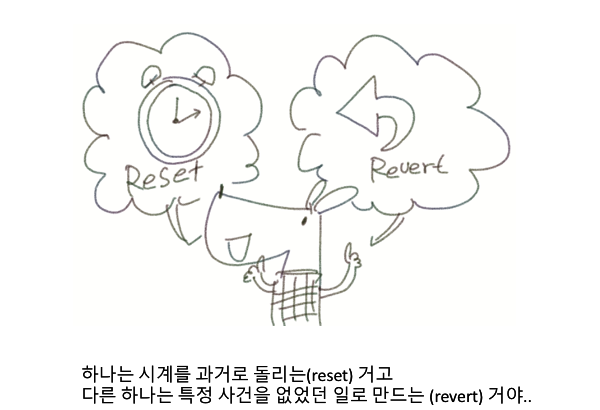 Reset
Revert
하나는 시계를 과거로 돌리는(reset) 거고
다른 하나는 특정 사건을 없었던 일로 만드는 (revert) 거야..